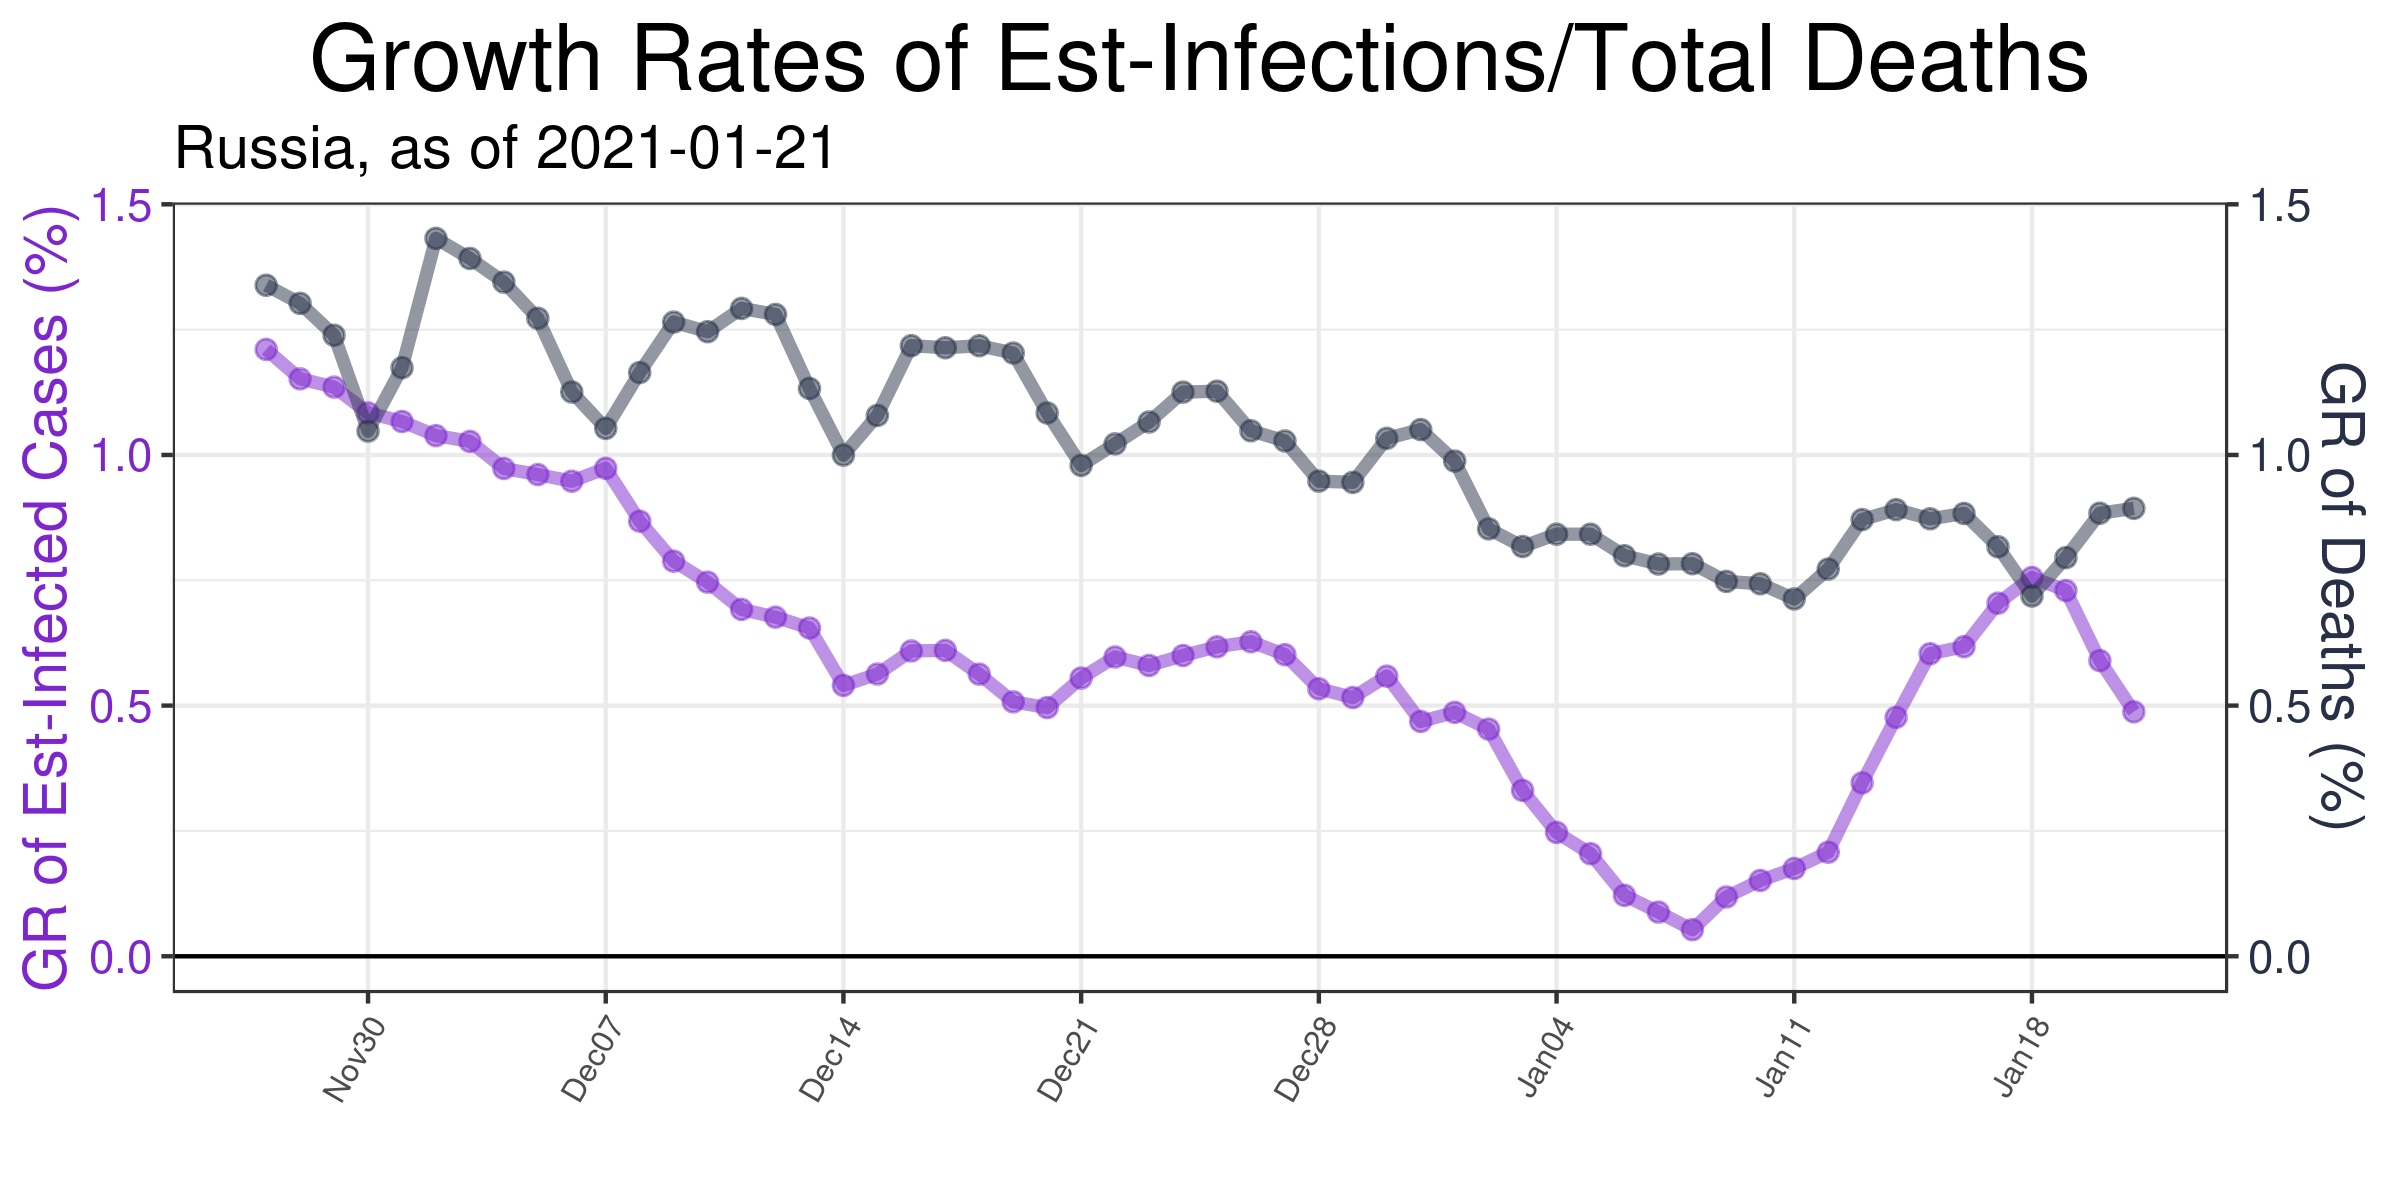 Growth Rates of Est-Infections/Total Deaths
Russia, as of 2021-01-21
GR of Est-Infected Cases (%)
1.5
1.0
0.5
0.0
1.5
1.0
0.5
0.0
GR of Deaths (%)
Nov30
Dec07
Dec14
Dec21
Dec28
Jan04
Jan11
Jan18